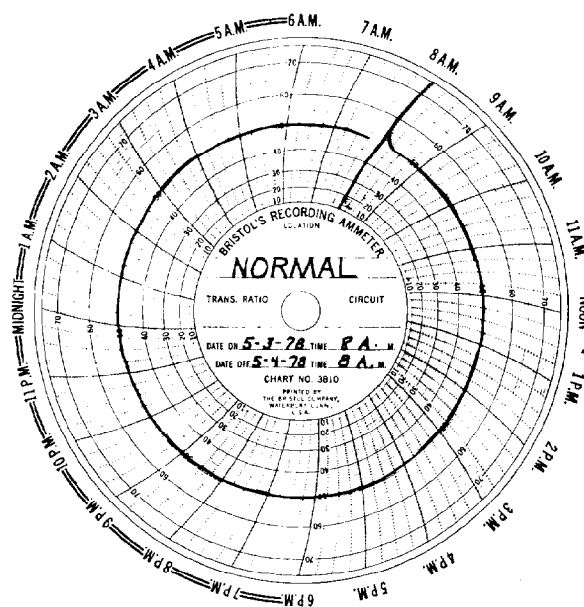 6 A.M.
7 A.M.
8 A.M.
9 A.M.
10 A.M.
11 A.M.
NOON
1 P.M.
2 P.M.
3 P.M.
4 P.M.
5 P.M.
6 P.M.
7 P.M.
8 P.M.
9 P.M.
10 P.M.
11 P.M.
MIDNIGHT
1 A.M.
2 A.M.
3 A.M.
4 A.M.
5 A.M.
BRISTOL'S RECORDING AMMETER
LOCATION
NORMAL
TRANS. RATIO CIRCUIT
DATE ON 5-3-78 TIME 8 A. M.
DATE OFF 5-4-78 TIME 8 A. M.
CHART NO. 3810
PRINTED BY
THE BRISTOL COMPANY,
WATERBURY, CONN.,
U.S.A.